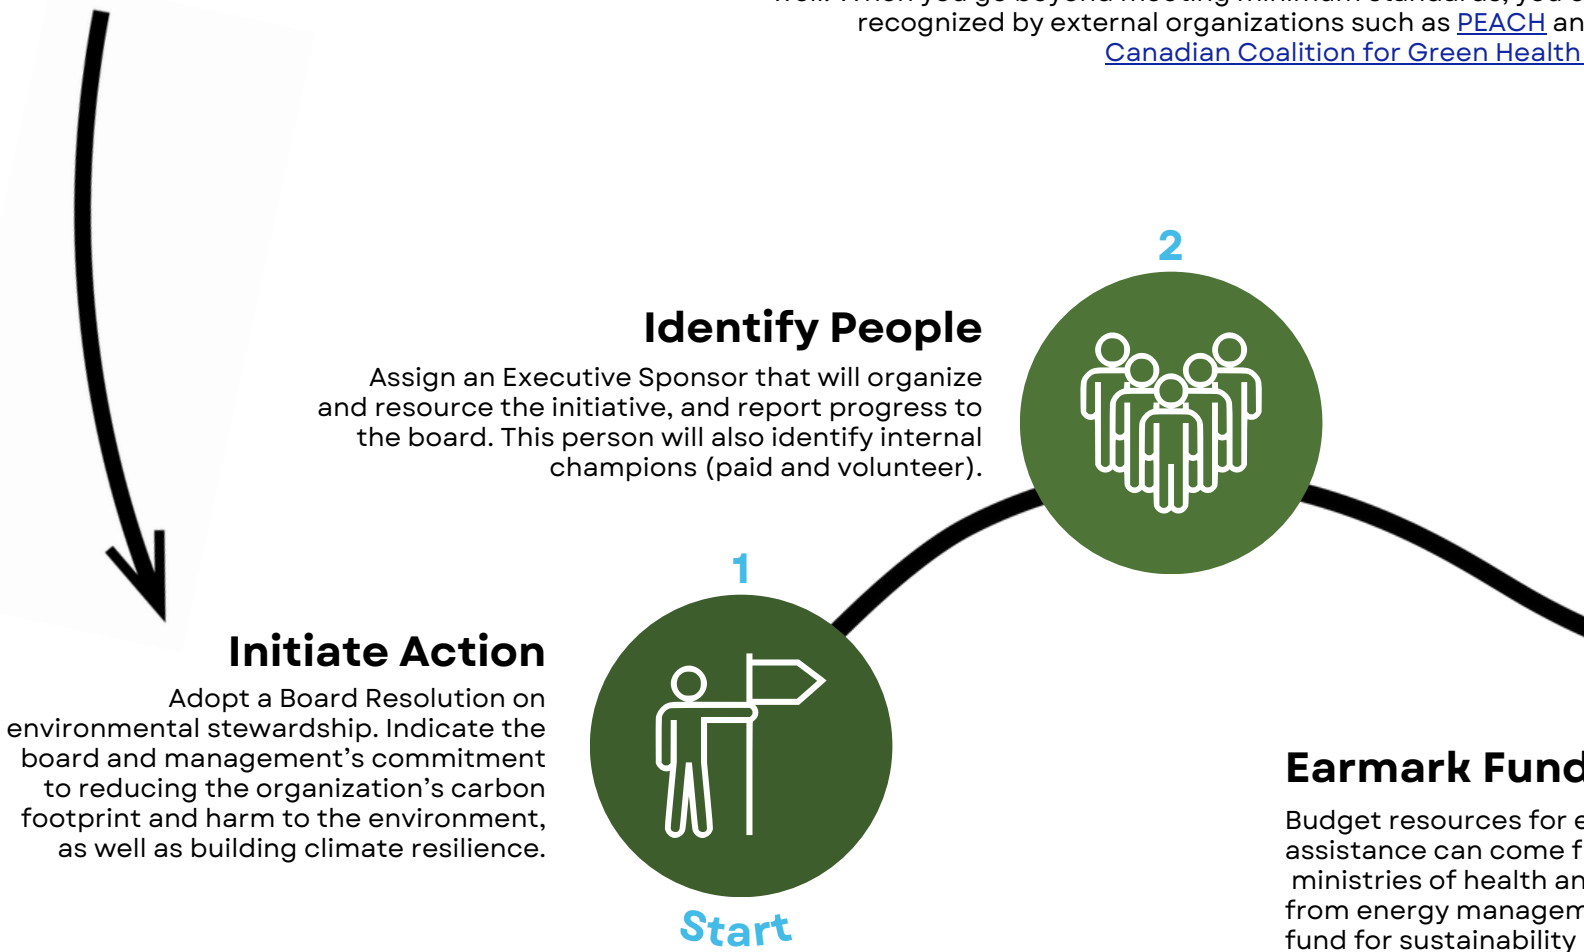 recognized by external organizations such as PEACH an
Canadian Coalition for Green Health
2
Identify People
Assign an Executive Sponsor that will organize
and resource the initiative, and report progress to
the board. This person will also identify internal
champions (paid and volunteer).
1
Initiate Action
Adopt a Board Resolution on
environmental stewardship. Indicate the
board and management’s commitment
to reducing the organization’s carbon
footprint and harm to the environment,
as well as building climate resilience.
Start
Earmark Fund
Budget resources for e
assistance can come f
ministries of health an
from energy managem
fund for sustainability